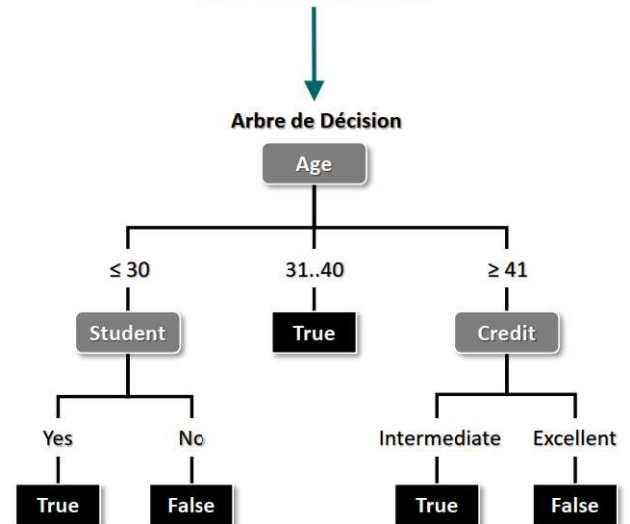 Arbre de Décision
Age
≤ 30 31..40 ≥ 41
Student True Credit
Yes No Intermediate Excellent
True False True False